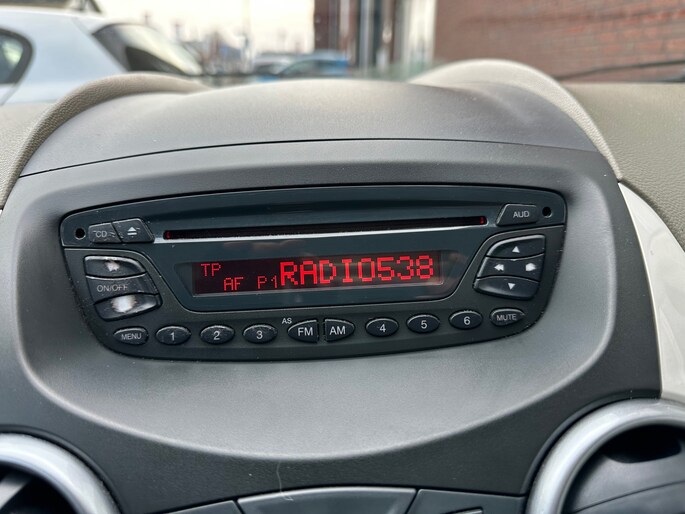 CD
AUD
ON/OFF
TP
AF P1 RADIO538
MENU 1 2 3 AS FM AM 4 5 6 MUTE